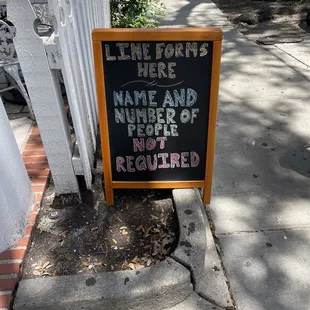 LINE FORMS
HERE
NAME AND
NUMBER OF
PEOPLE
NOT
REQUIRED